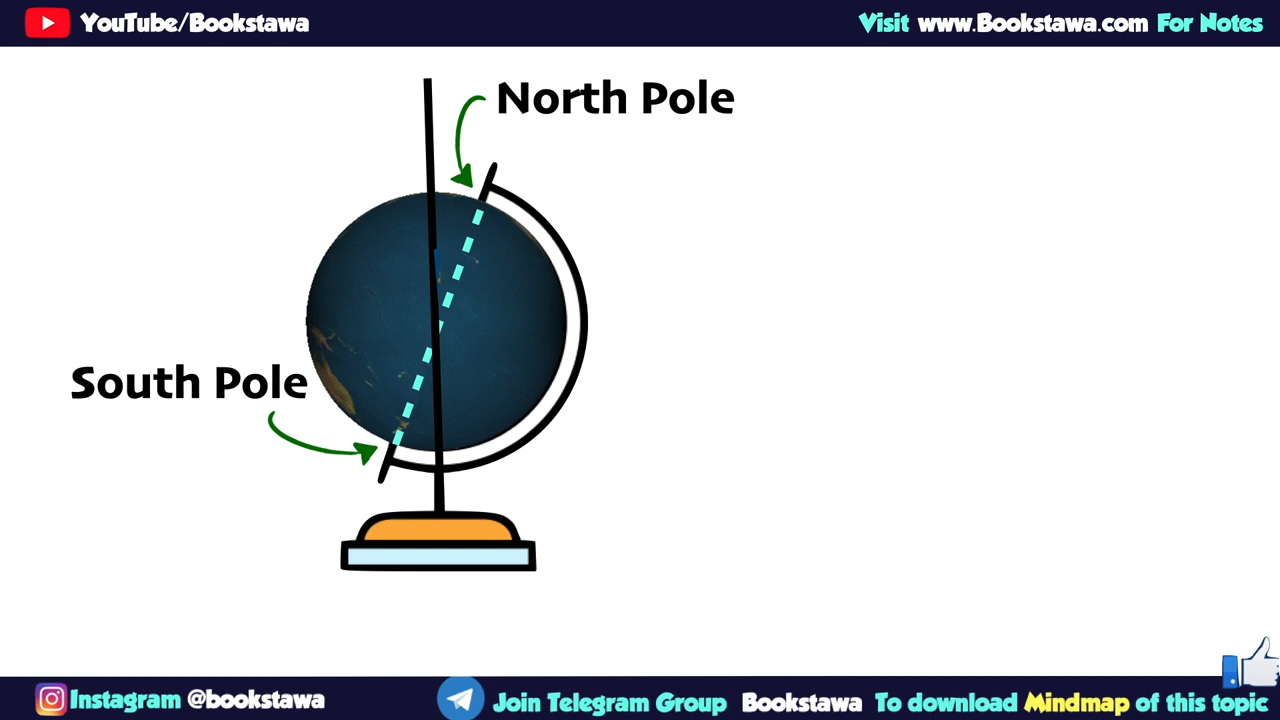 YouTube/Bookstawa
Visit www.Bookstawa.com For Notes
North Pole
South Pole
Instagram @bookstawa
Join Telegram Group Bookstawa To download Mindmap of this topic